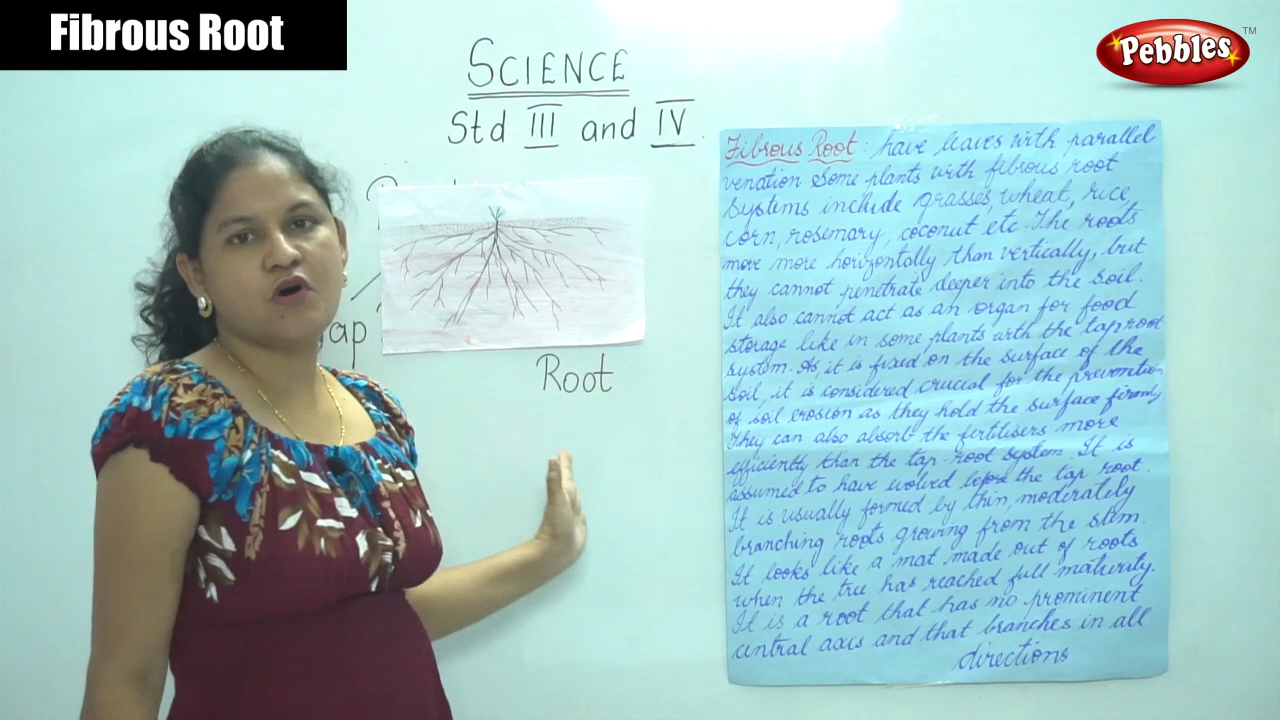 Fibrous Root
Pebbles
TM
SCIENCE
Std III and IV.
ap
Root
Fibrous Root: have leaves with parallel
venation Some plants with fibrous root
systems include grasses, wheat, rice,
corn, rosemary, coconut etc. The roots
move more horizontally than vertically, but
they cannot penetrate deeper into the soil.
It also cannot act as an organ for food
storage like in some plants with the taproot
system. As it is fixed on the surface of the
soil, it is considered crucial for the prevention
of soil erosion as they hold the surface firmly
They can also absorb the fertilisers more
efficiently than the tap-root system. It is
assumed to have evolved before the tap root.
It is usually formed by thin, moderately
branching roots growing from the stem.
It looks like a mat made out of roots
when the tree has reached full maturity.
It is a root that has no prominent
central axis and that branches in all
directions